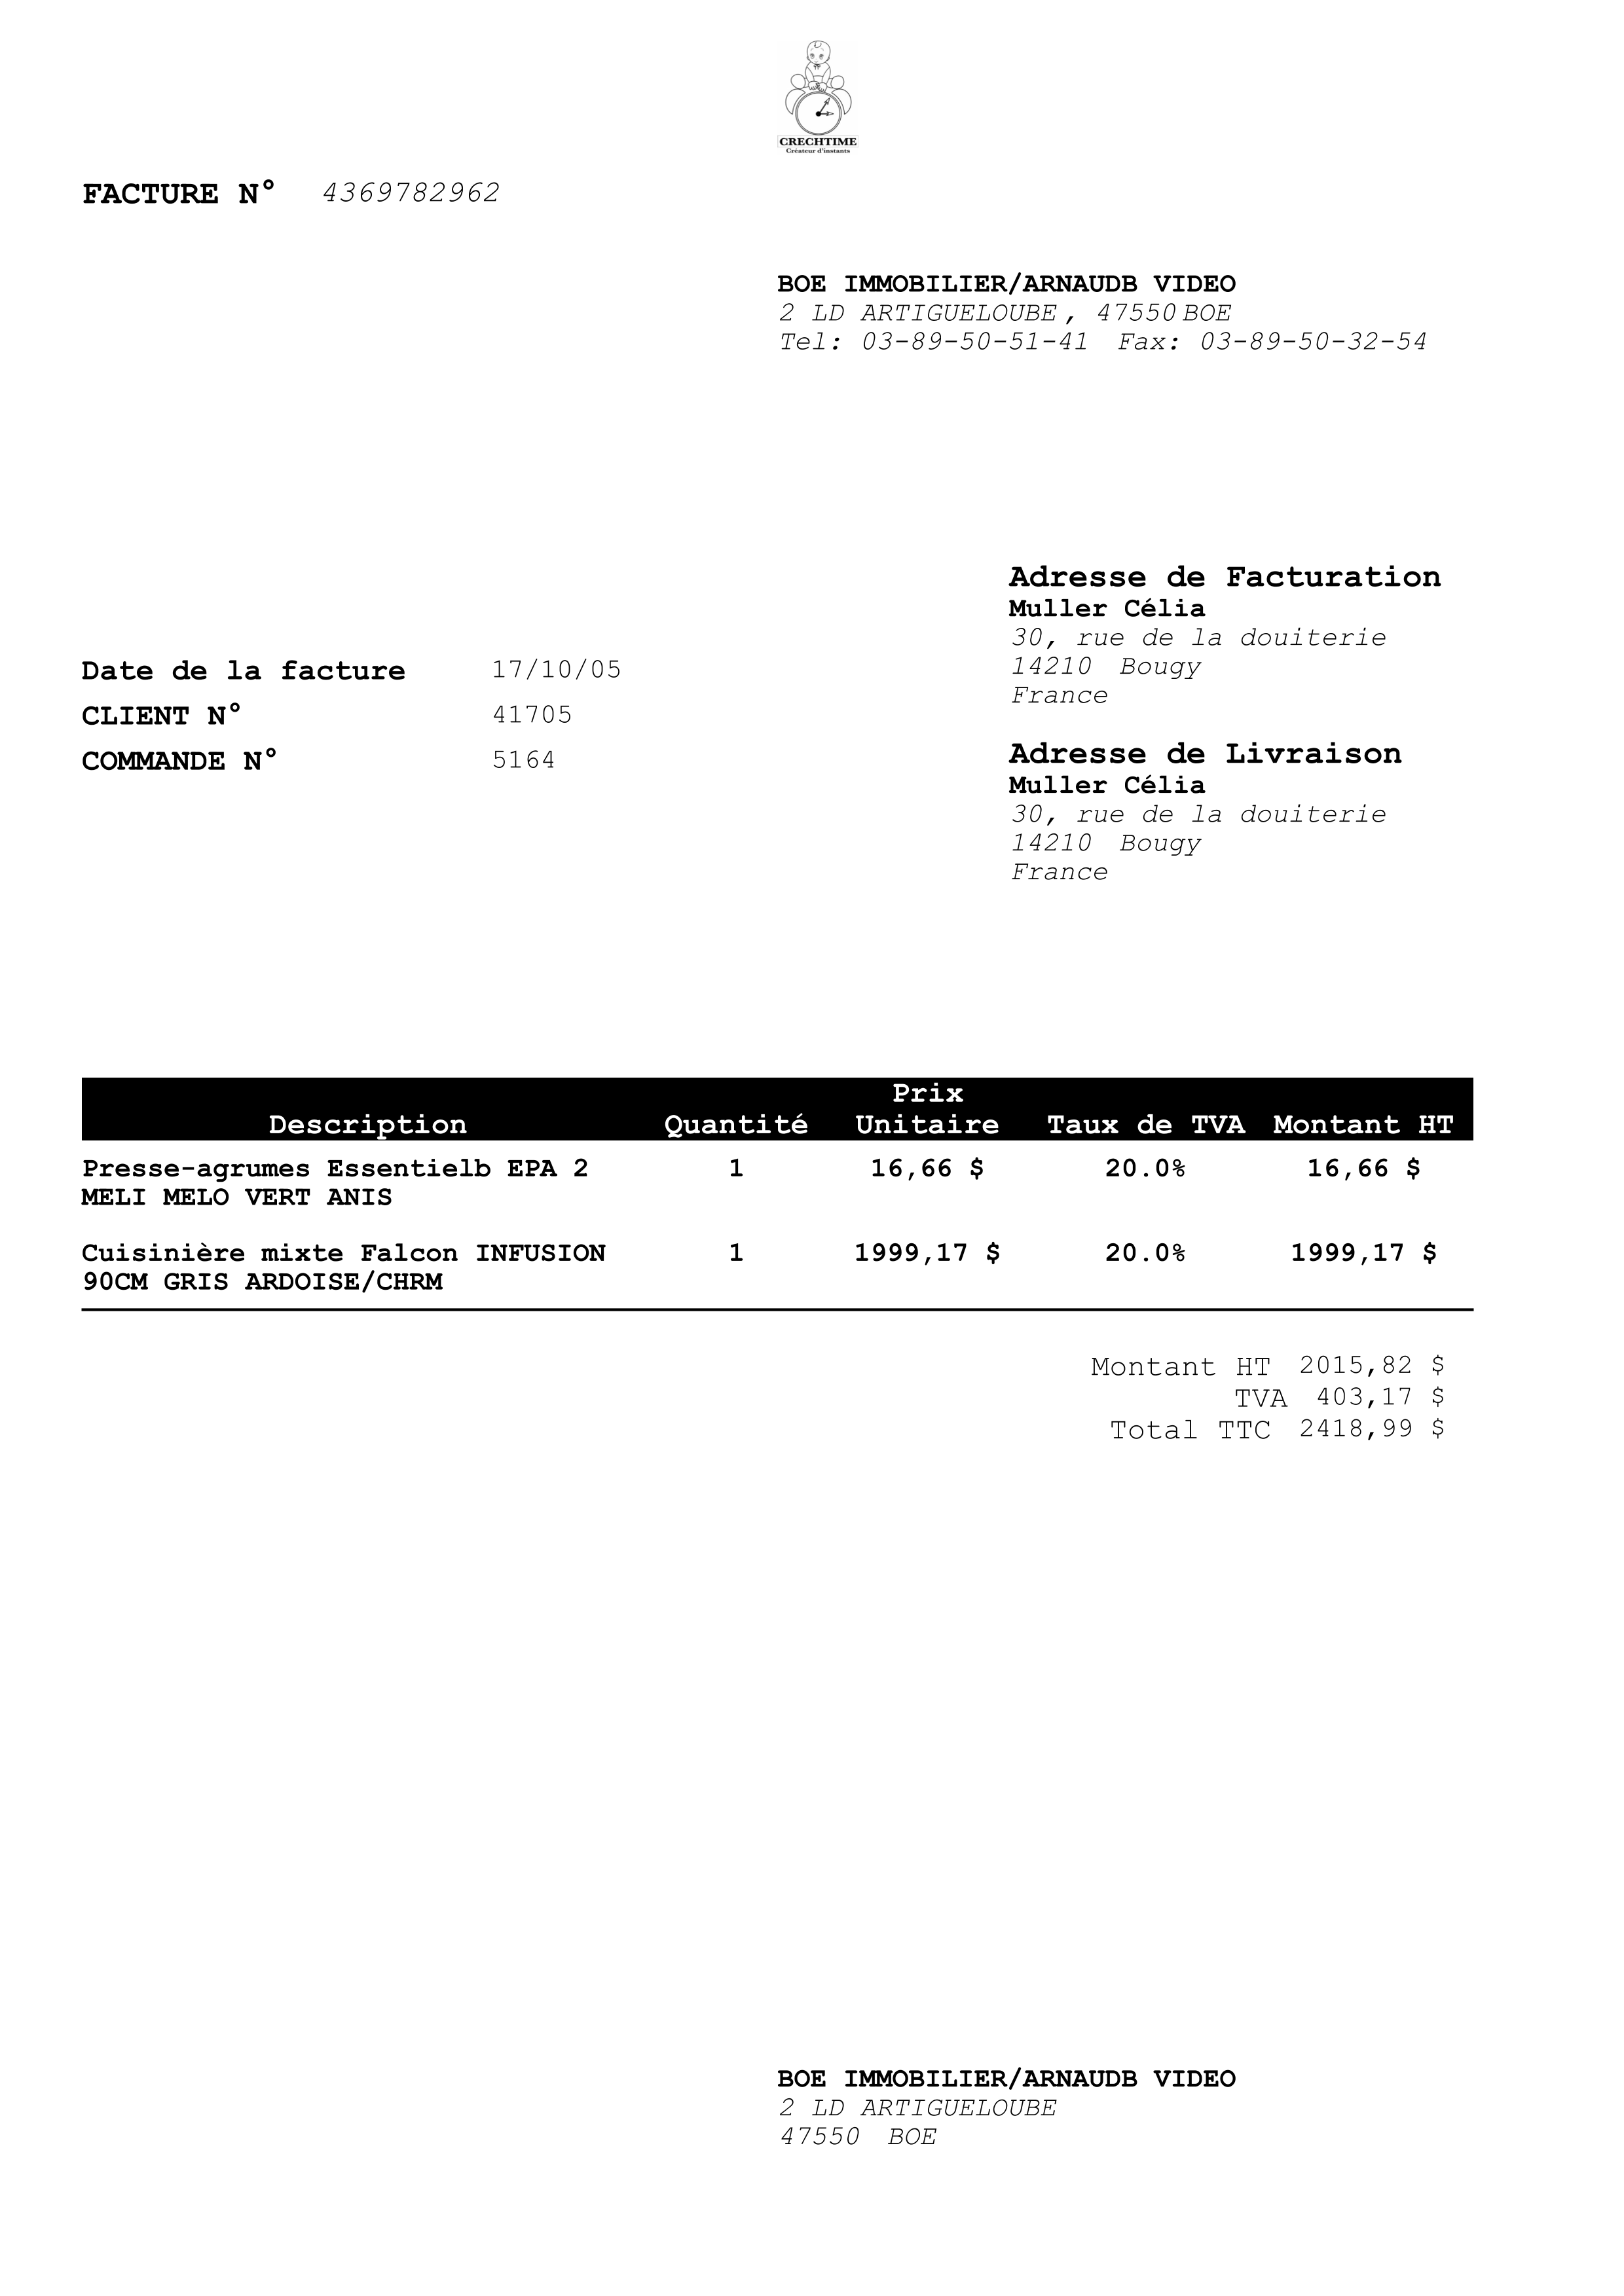 CRECHTIME
Créateur d'instants
FACTURE N° 4369782962
BOE IMMOBILIER/ARNAUDB VIDEO
2 LD ARTIGUELOUBE, 47550 BOE
Tel: 03-89-50-51-41 Fax: 03-89-50-32-54
Adresse de Facturation
Muller Célia
30, rue de la douiterie
14210 Bougy
France
Date de la facture 17/10/05
CLIENT N° 41705
COMMANDE N° 5164
Adresse de Livraison
Muller Célia
30, rue de la douiterie
14210 Bougy
France
Description Quantité Prix Unitaire Taux de TVA Montant HT
Presse-agrumes Essentielb EPA 2 1 16,66 $ 20.0% 16,66 $
MELI MELO VERT ANIS
Cuisinière mixte Falcon INFUSION 1 1999,17 $ 20.0% 1999,17 $
90CM GRIS ARDOISE/CHRM
Montant HT 2015,82 $
TVA 403,17 $
Total TTC 2418,99 $
BOE IMMOBILIER/ARNAUDB VIDEO
2 LD ARTIGUELOUBE
47550 BOE